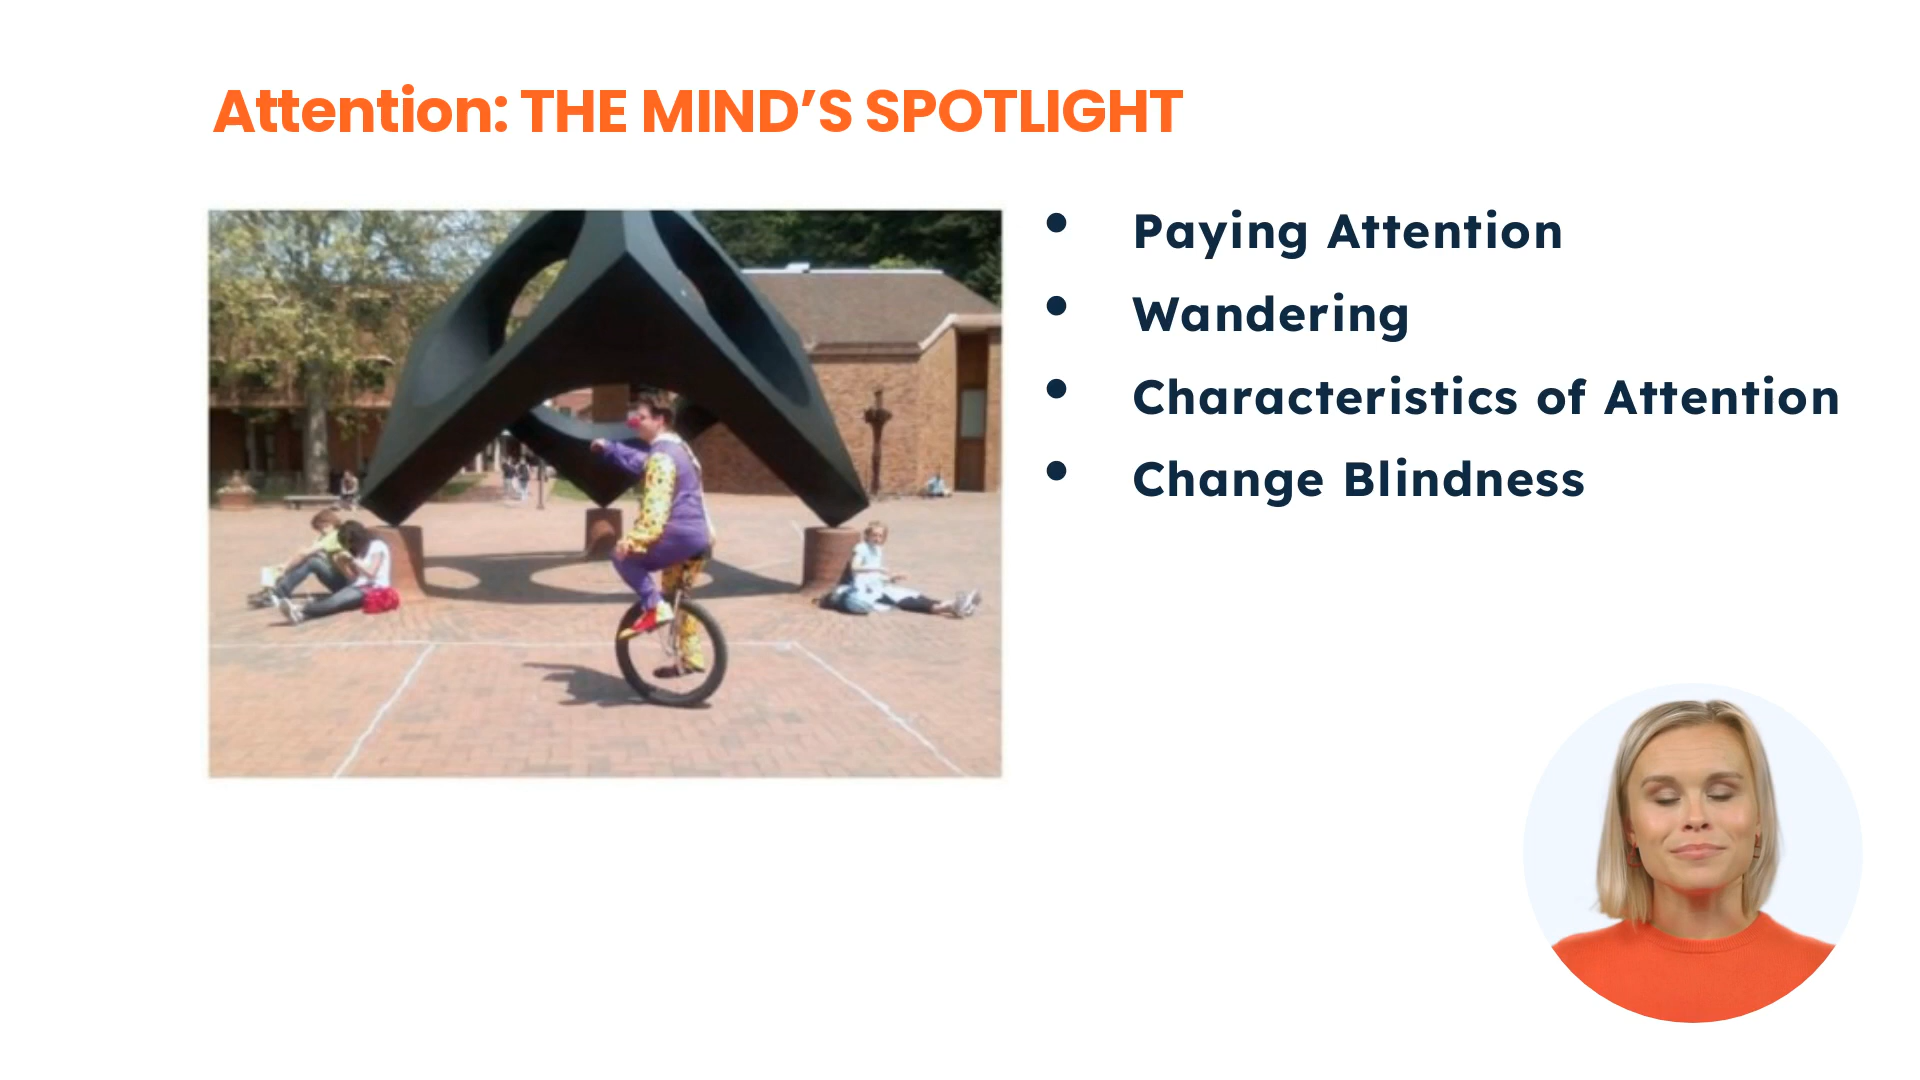 Attention: THE MIND’S SPOTLIGHT
• Paying Attention
• Wandering
• Characteristics of Attention
• Change Blindness